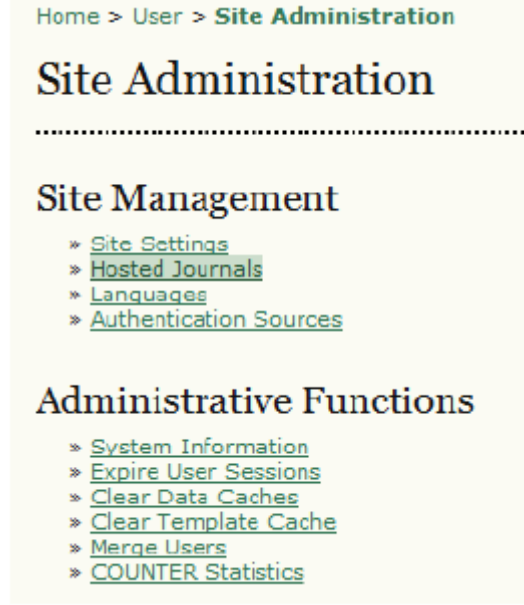 Home > User > Site Administration
Site Administration
Site Management
» Site Settings
» Hosted Journals
» Languages
» Authentication Sources
Administrative Functions
» System Information
» Expire User Sessions
» Clear Data Caches
» Clear Template Cache
» Merge Users
» COUNTER Statistics